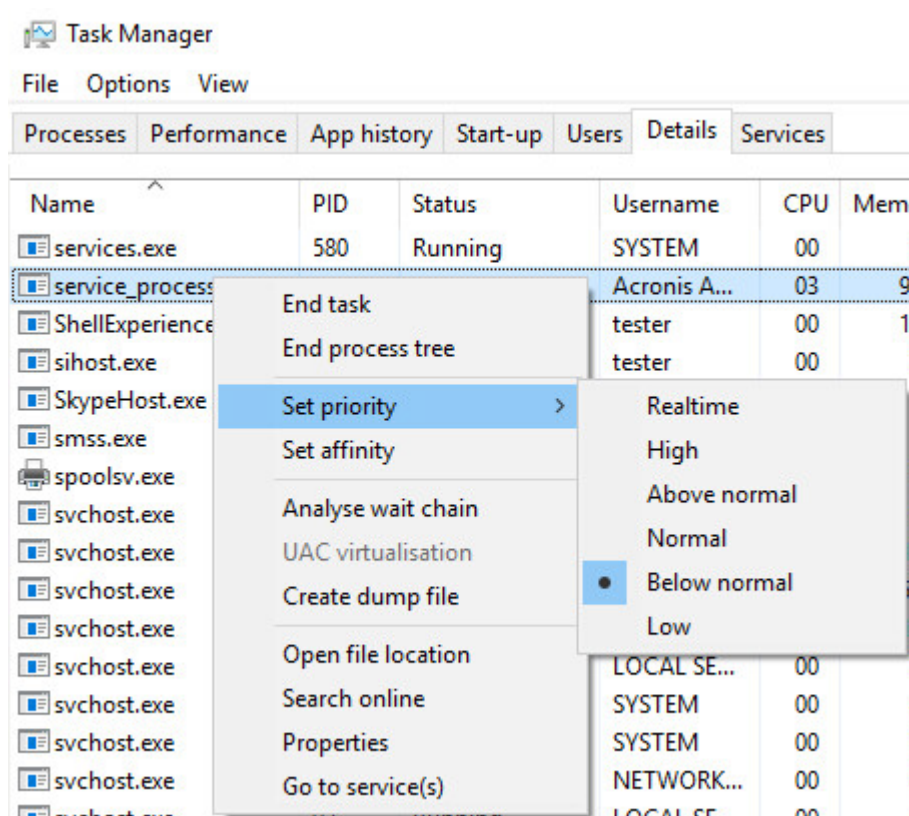 Task Manager
File Options View
Processes Performance App history Start-up Users Details Services
Name PID Status Username CPU Mem
services.exe 580 Running SYSTEM 00
service_process Acronis A... 03 9
End task
ShellExperience tester 00 1
End process tree
sihost.exe tester 00
SkypeHost.exe Set priority Realtime
smss.exe Set affinity High
spoolsv.exe Above normal
svchost.exe Analyse wait chain Normal
svchost.exe UAC virtualisation Below normal
svchost.exe Create dump file
svchost.exe Low
svchost.exe Open file location LOCAL SE... 00
svchost.exe Search online SYSTEM 00
svchost.exe Properties SYSTEM 00
svchost.exe Go to service(s) NETWORK... 00